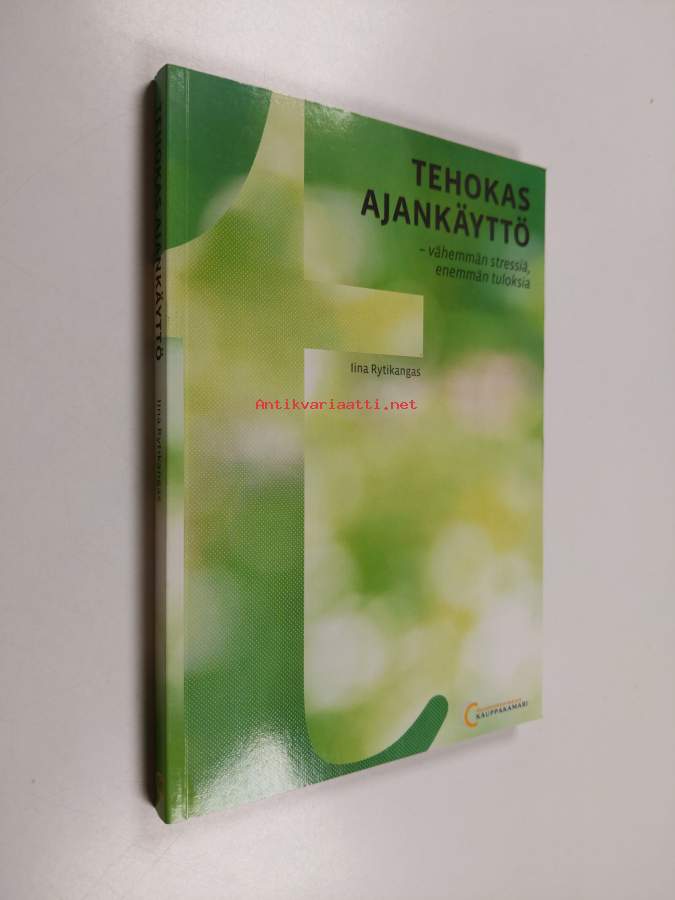 TEHOKAS
AJANKÄYTTÖ
– vähemmän stressiä,
enemmän tuloksia
Iina Rytikangas
Antikvariaatti.net
KAUPPAKAMARI
TEHOKAS AJANKÄYTTÖ
Iina Rytikangas